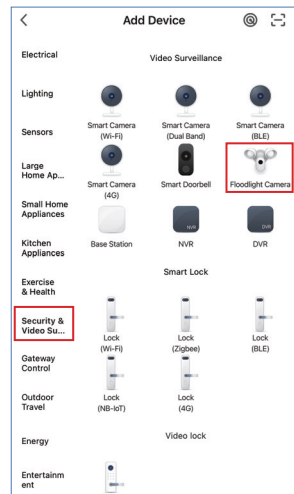 Add Device
Electrical
Lighting
Sensors
Large
Home Ap...
Small Home
Appliances
Kitchen
Appliances
Exercise
& Health
Security &
Video Su...
Gateway
Control
Outdoor
Travel
Energy
Entertainm
ent
Video Surveillance
Smart Camera
(Wi-Fi)
Smart Camera
(Dual Band)
Smart Camera
(BLE)
Smart Camera
(4G)
Smart Doorbell
Floodlight Camera
Base Station
NVR
NVR
DVR
DVR
Smart Lock
Lock
(Wi-Fi)
Lock
(Zigbee)
Lock
(BLE)
Lock
(NB-IoT)
Lock
(4G)
Video lock